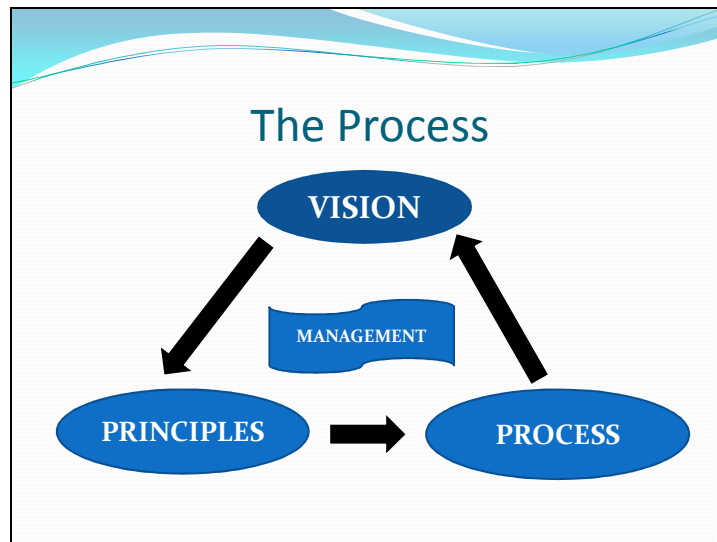 The Process
VISION
MANAGEMENT
PRINCIPLES
PROCESS